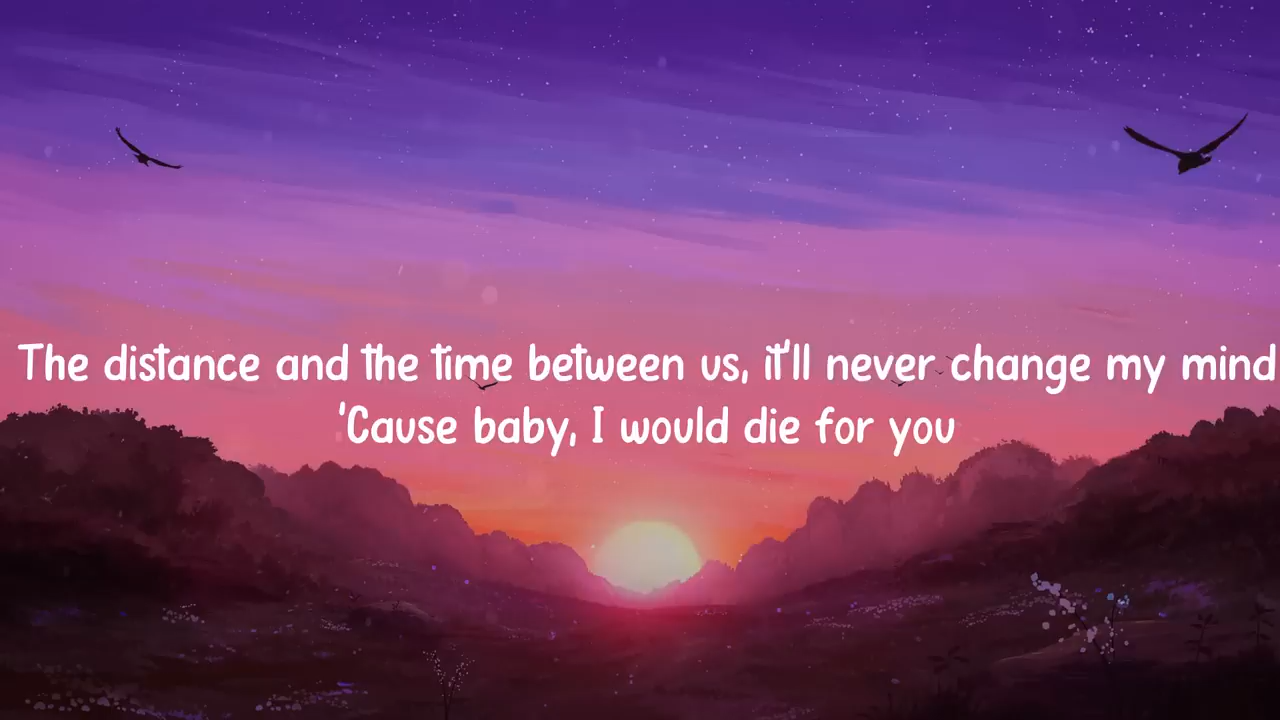 The distance and the time between us, it'll never change my mind
'Cause baby, I would die for you